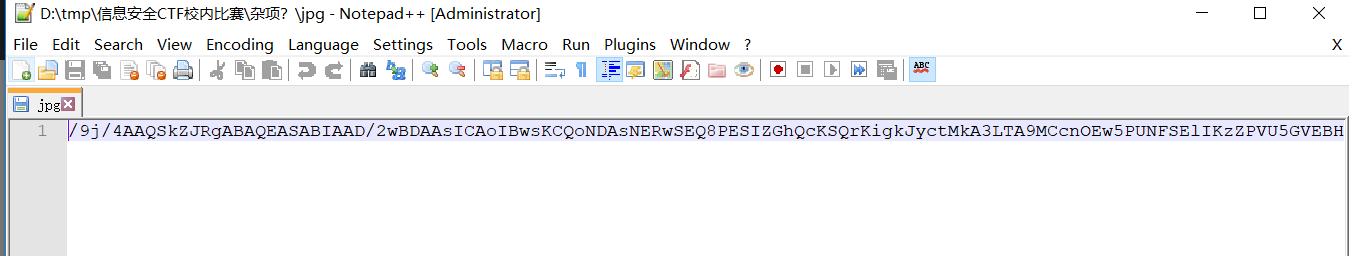 D:\tmp\信息安全CTF校内比赛\杂项？\jpg - Notepad++ [Administrator]
File Edit Search View Encoding Language Settings Tools Macro Run Plugins Window ? X
ABC
jpg
1 /9j/4AAQSkZJRgABAQEASABIAAD/2wBDAAsICAoIBwsKCQoNDAsNERwSEQ8PESIZGhQcKSQrKigkJyctMkA3LTA9MCcnOEw5PUNFSElIKzZPVU5GVEBH